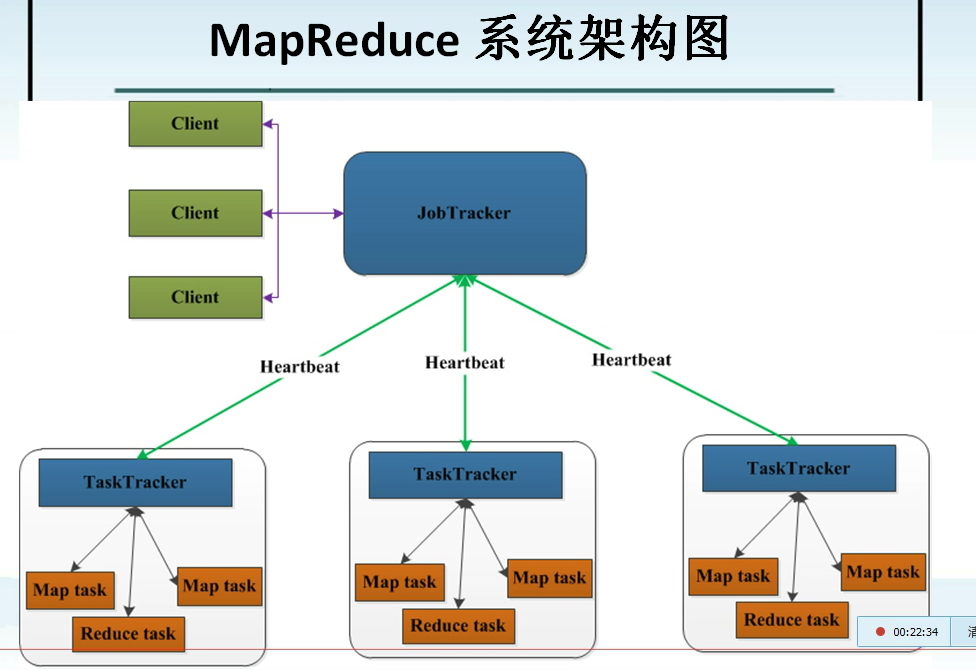 MapReduce 系统架构图
Client
Client
JobTracker
Client
Heartbeat
Heartbeat
Heartbeat
TaskTracker
Map task
Map task
Reduce task
TaskTracker
Map task
Map task
Reduce task
TaskTracker
Map task
Map task
Reduce task
00:22:34